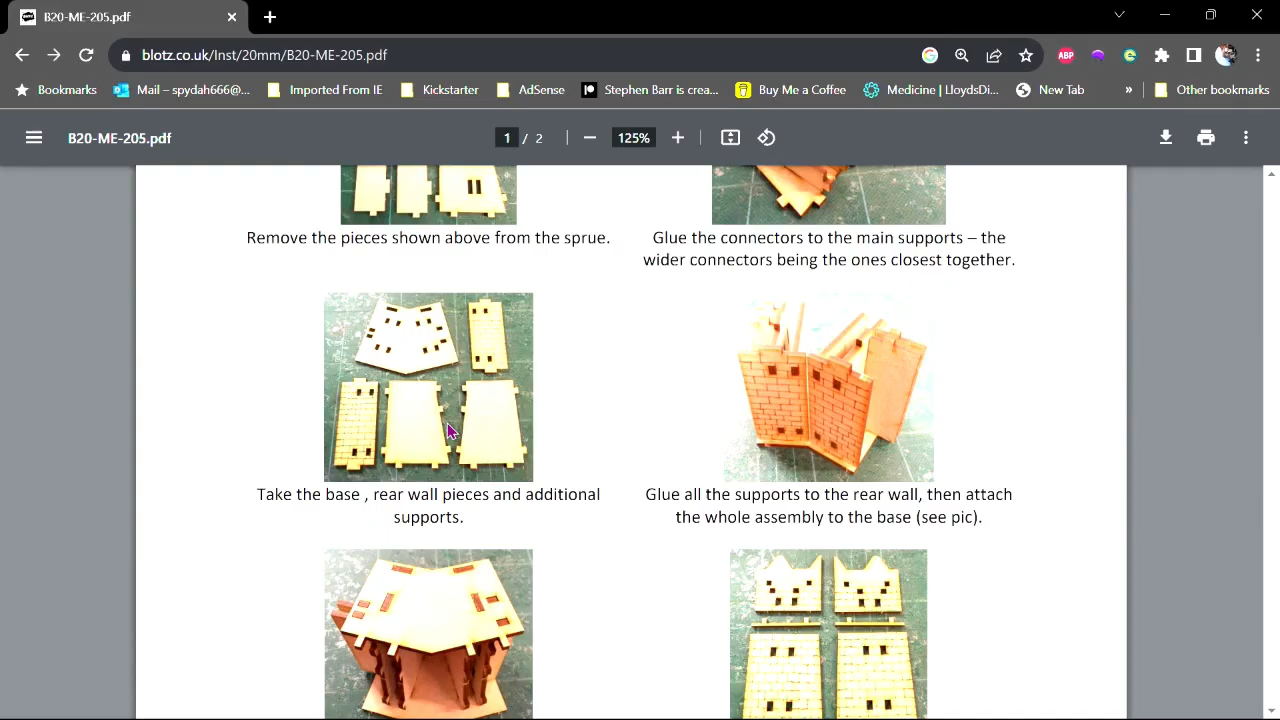 B20-ME-205.pdf
blotz.co.uk/Inst/20mm/B20-ME-205.pdf
ABP
Bookmarks
Mail – pydah666@...
Imported From IE
Kickstarter
AdSense
Stephen Barr is crea...
Buy Me a Coffee
Medicine | LloydsDi...
New Tab
»
Other bookmarks
B20-ME-205.pdf
1 / 2
125%
Remove the pieces shown above from the sprue.
Glue the connectors to the main supports – the
wider connectors being the ones closest together.
Take the base , rear wall pieces and additional
supports.
Glue all the supports to the rear wall, then attach
the whole assembly to the base (see pic).